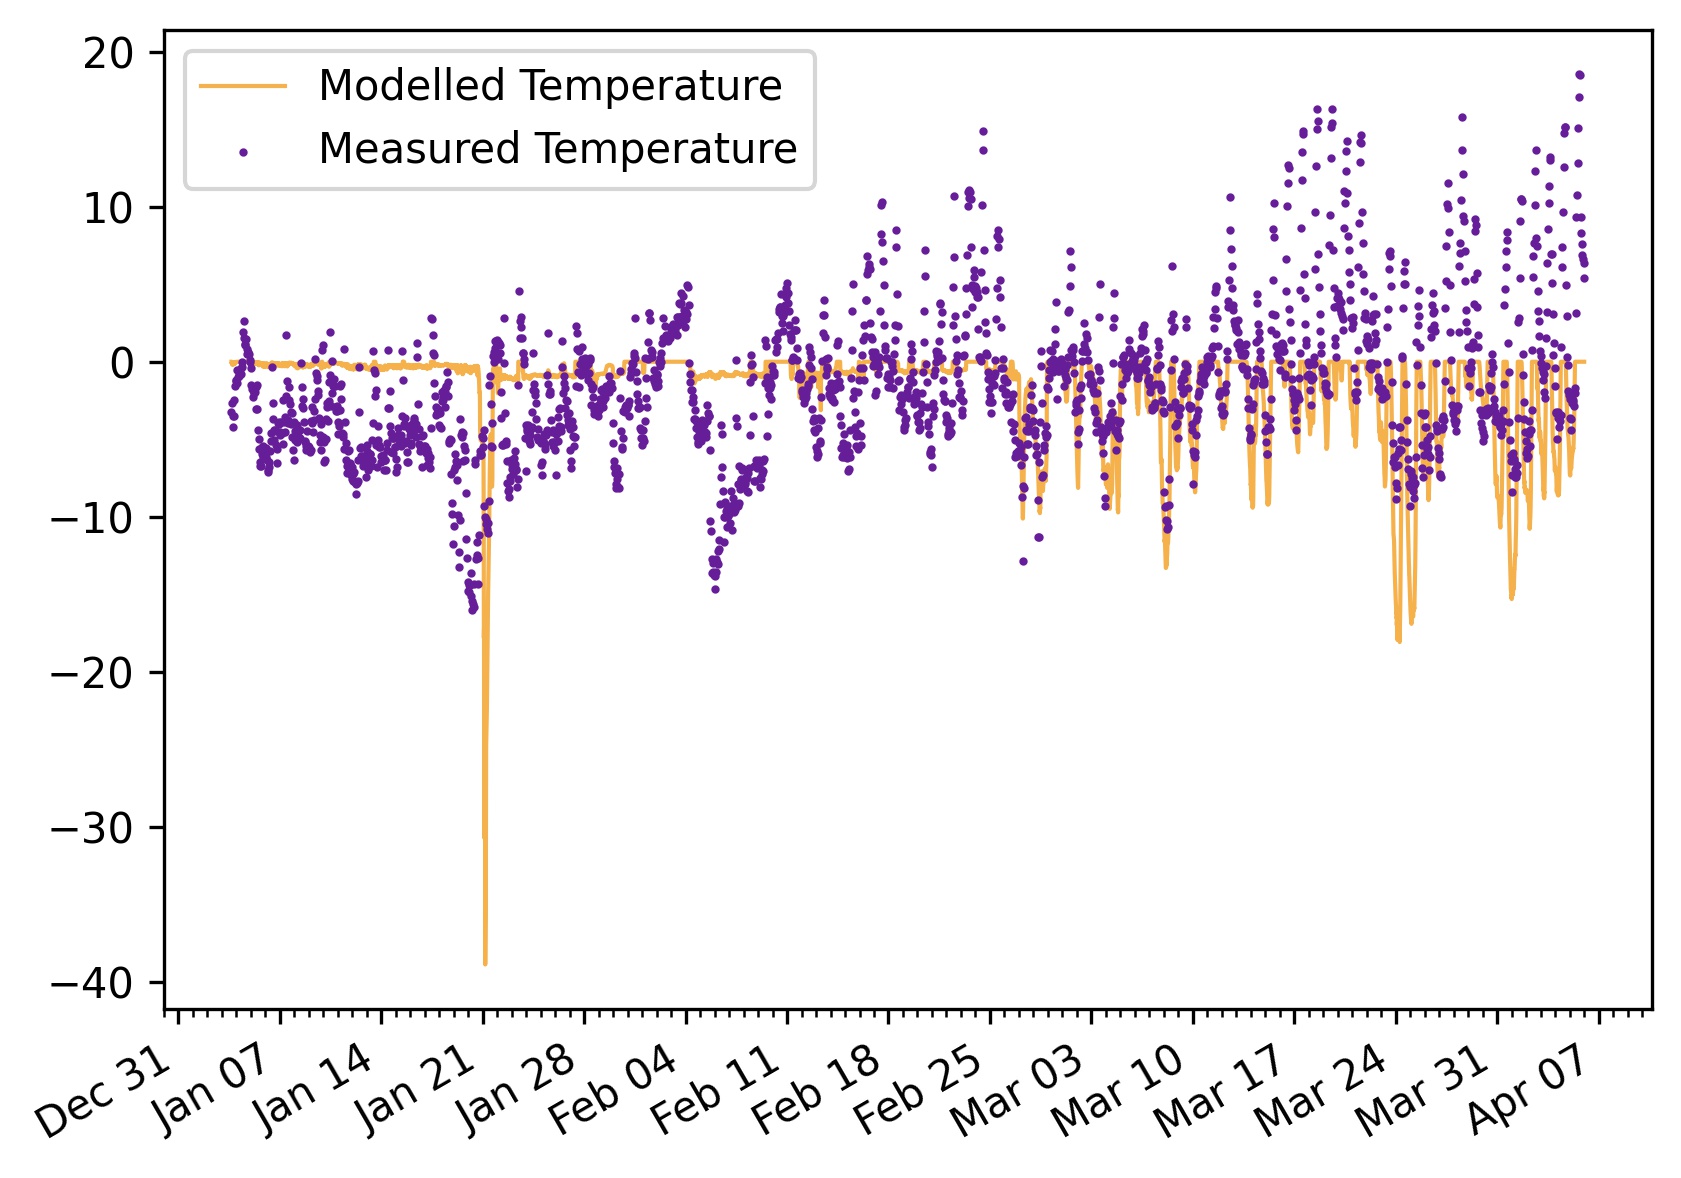 Modelled Temperature
Measured Temperature
20
10
0
−10
−20
−30
−40
Dec 31
Jan 07
Jan 14
Jan 21
Jan 28
Feb 04
Feb 11
Feb 18
Feb 25
Mar 03
Mar 10
Mar 17
Mar 24
Mar 31
Apr 07